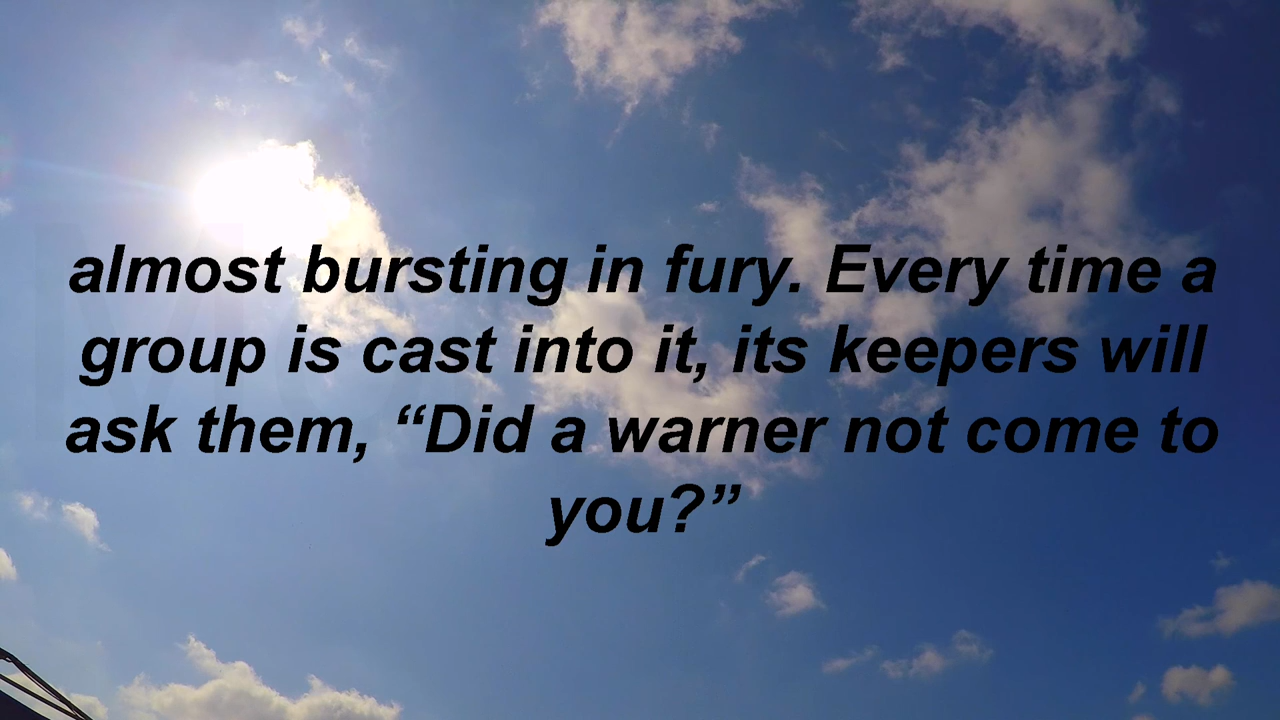 almost bursting in fury. Every time a
group is cast into it, its keepers will
ask them, “Did a warner not come to
you?”